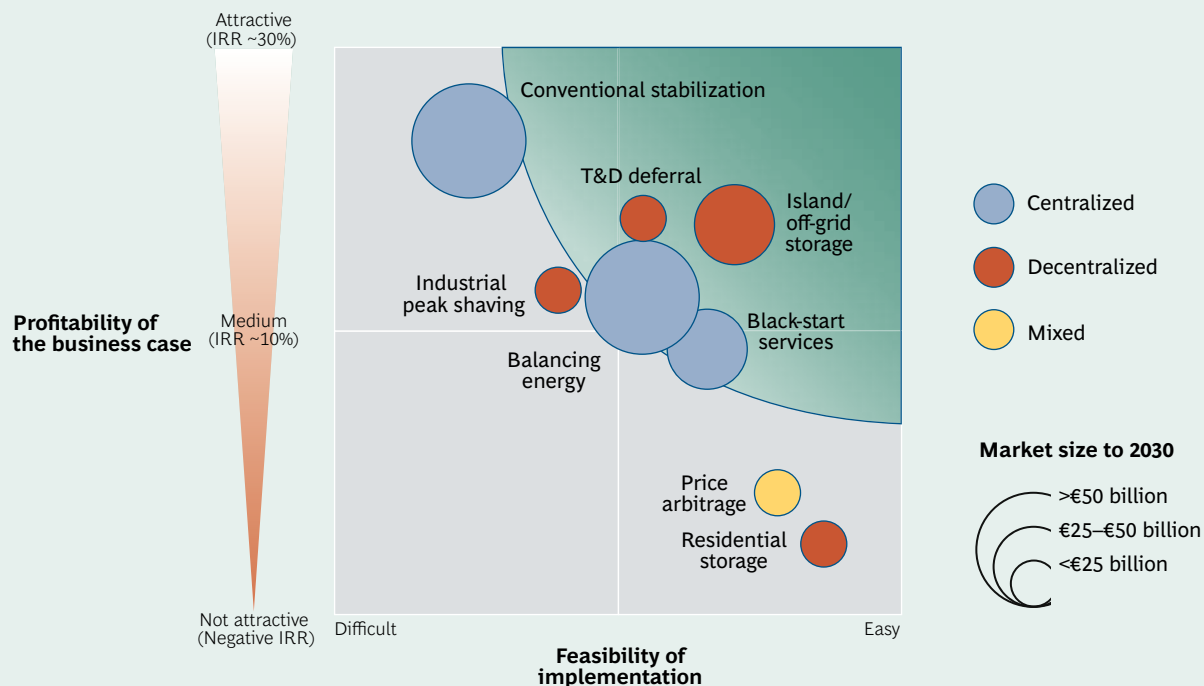 Attractive
(IRR ~30%)
Conventional stabilization
T&D deferral
Island/
off-grid
storage
Centralized
Decentralized
Mixed
Industrial
peak shaving
Profitability of
the business case
Medium
(IRR ~10%)
Black-start
services
Balancing
energy
Market size to 2030
>€50 billion
€25–€50 billion
<€25 billion
Price
arbitrage
Residential
storage
Not attractive
(Negative IRR)
Difficult
Easy
Feasibility of
implementation